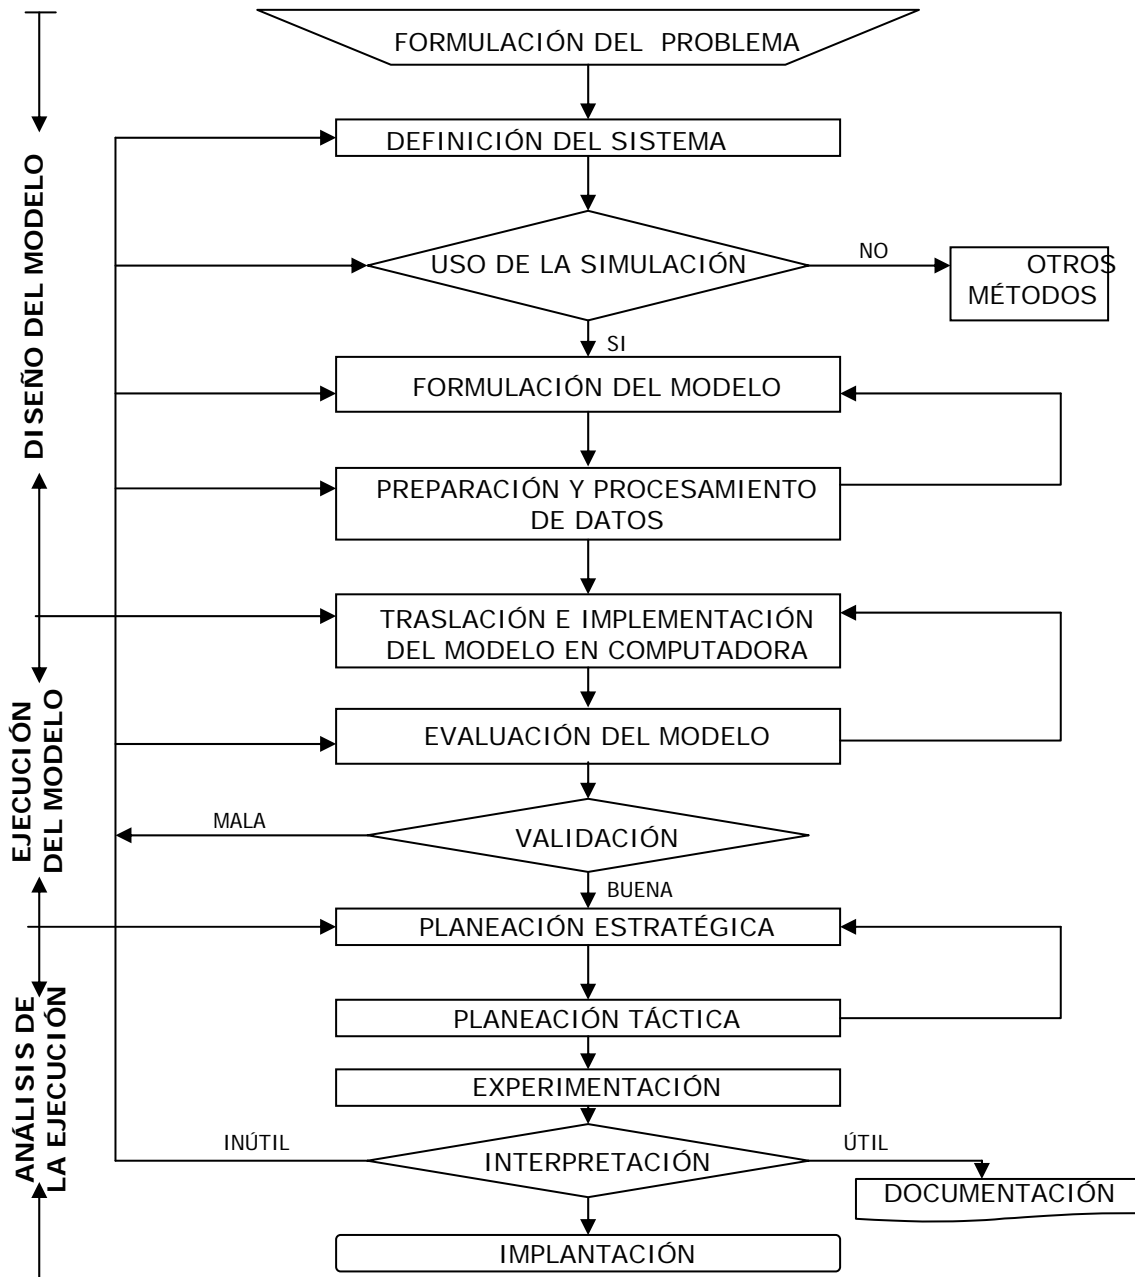 FORMULACIÓN DEL PROBLEMA
DEFINICIÓN DEL SISTEMA
USO DE LA SIMULACIÓN
NO
OTROS
MÉTODOS
SI
FORMULACIÓN DEL MODELO
PREPARACIÓN Y PROCESAMIENTO
DE DATOS
TRASLACIÓN E IMPLEMENTACIÓN
DEL MODELO EN COMPUTADORA
EVALUACIÓN DEL MODELO
MALA
VALIDACIÓN
BUENA
PLANEACIÓN ESTRATÉGICA
PLANEACIÓN TÁCTICA
EXPERIMENTACIÓN
INÚTIL
INTERPRETACIÓN
ÚTIL
DOCUMENTACIÓN
IMPLANTACIÓN
DISEÑO DEL MODELO
EJECUCIÓN
DEL MODELO
ANÁLISIS DE
LA EJECUCIÓN